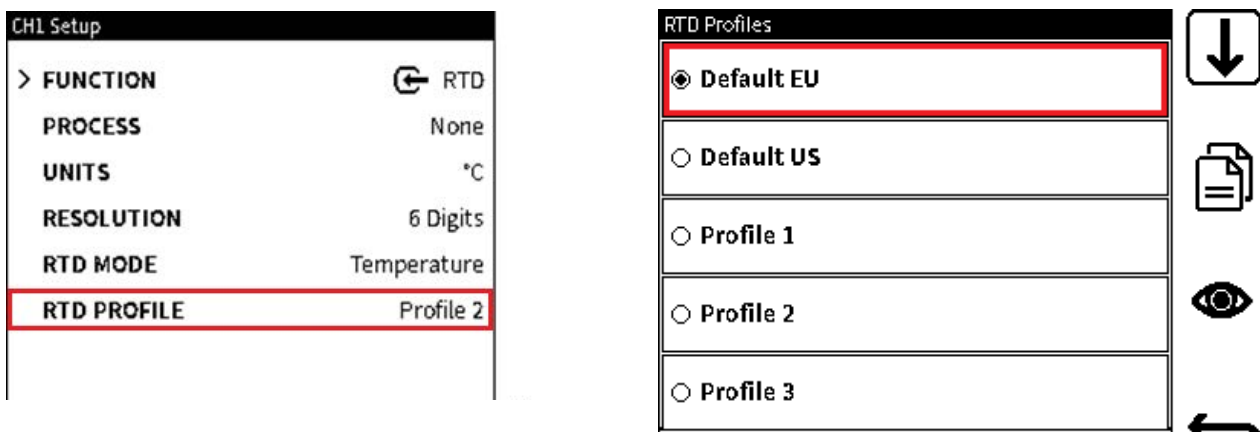 CH1 Setup
> FUNCTION RTD
PROCESS None
UNITS °C
RESOLUTION 6 Digits
RTD MODE Temperature
RTD PROFILE Profile 2
RTD Profiles
Default EU
Default US
Profile 1
Profile 2
Profile 3